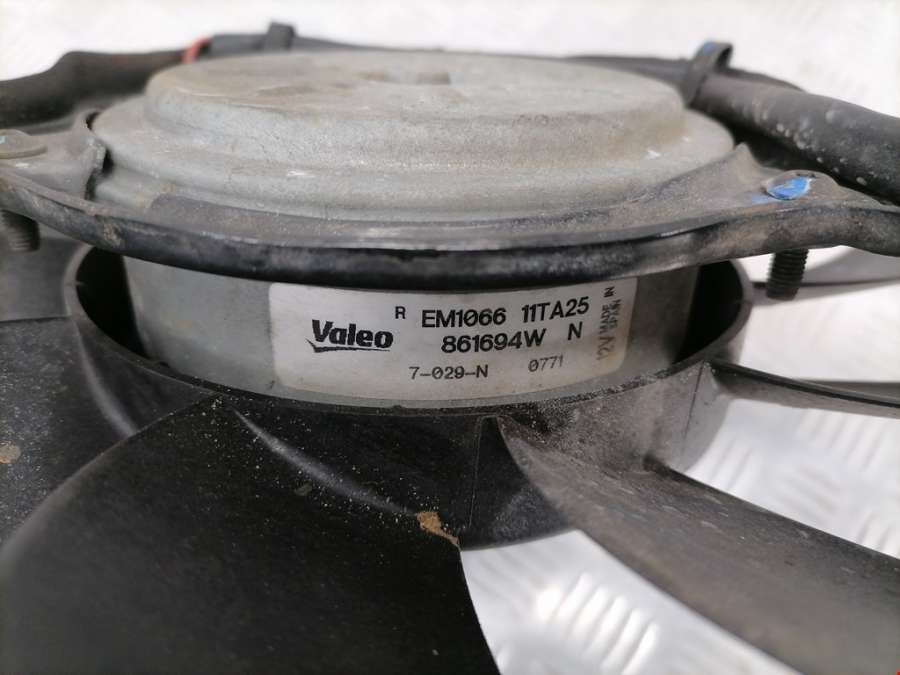 Valeo
R EM1066 11TA25
861694W N
7-029-N 0771
12V MADE IN
SPAIN